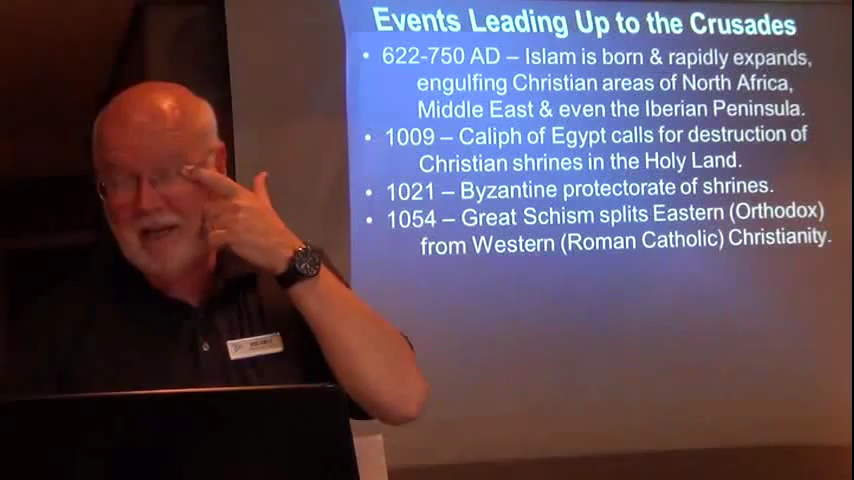 Events Leading Up to the Crusades
• 622-750 AD – Islam is born & rapidly expands,
engulfing Christian areas of North Africa,
Middle East & even the Iberian Peninsula.
• 1009 – Caliph of Egypt calls for destruction of
Christian shrines in the Holy Land.
• 1021 – Byzantine protectorate of shrines.
• 1054 – Great Schism splits Eastern (Orthodox)
from Western (Roman Catholic) Christianity.